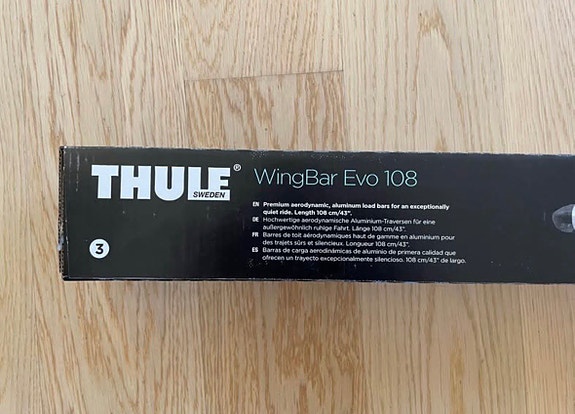 THULE®
SWEDEN
WingBar Evo 108
EN Premium aerodynamic, aluminum load bars for an exceptionally
quiet ride. Length 108 cm/43".
DE Hochwertige aerodynamische Aluminium-Traversen für eine
außergewöhnlich ruhige Fahrt. Länge 108 cm/43".
FR Barres de toit aérodynamiques haut de gamme en aluminium pour
des trajets sûrs et silencieux. Longueur 108 cm/43".
ES Barras de carga aerodinámicas de aluminio de primera calidad que
ofrecen un trayecto excepcionalmente silencioso. 108 cm/43" de largo.
3